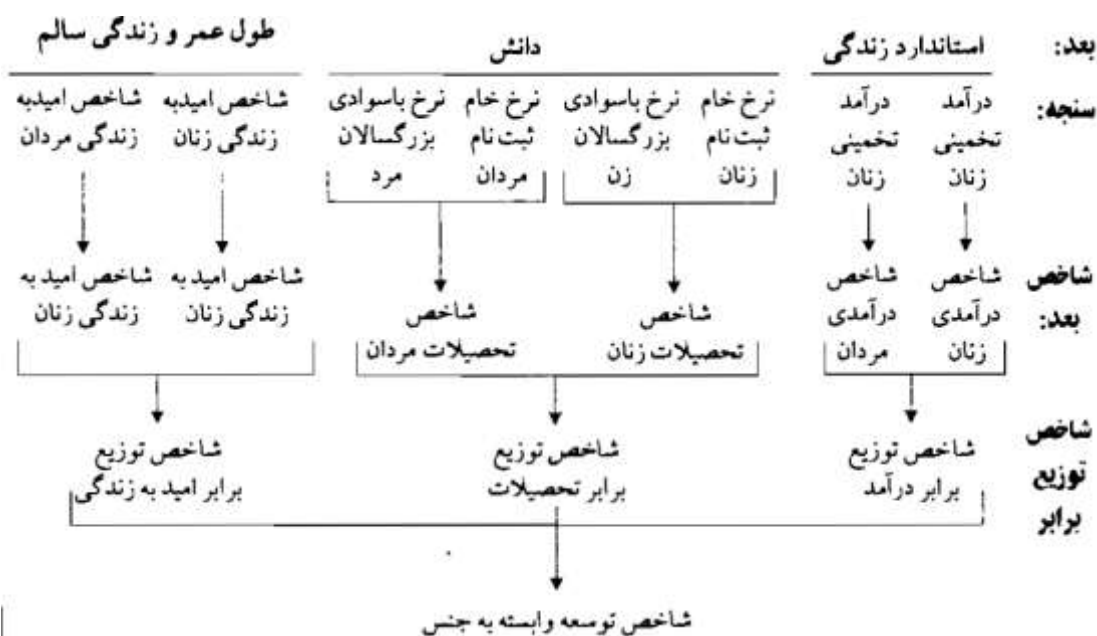 بعد: استاندارد زندگی دانش طول عمر و زندگی سالم
سنجه: درآمد درآمد نرخ خام نرخ باسوادی نرخ خام نرخ باسوادی شاخص امیدبه شاخص امیدبه
تخمینی تخمینی ثبت‌نام بزرگسالان ثبت‌نام بزرگسالان زندگی زنان زندگی مردان
زنان زنان زنان زن مردان مرد
شاخص شاخص شاخص شاخص امید به شاخص امید به
بعد: درآمدی درآمدی شاخص شاخص زندگی زنان زندگی زنان
زنان مردان تحصیلات زنان تحصیلات مردان
شاخص شاخص توزیع شاخص توزیع شاخص توزیع
توزیع برابر درآمد برابر تحصیلات برابر امید به زندگی
برابر
شاخص توسعه وابسته به جنس